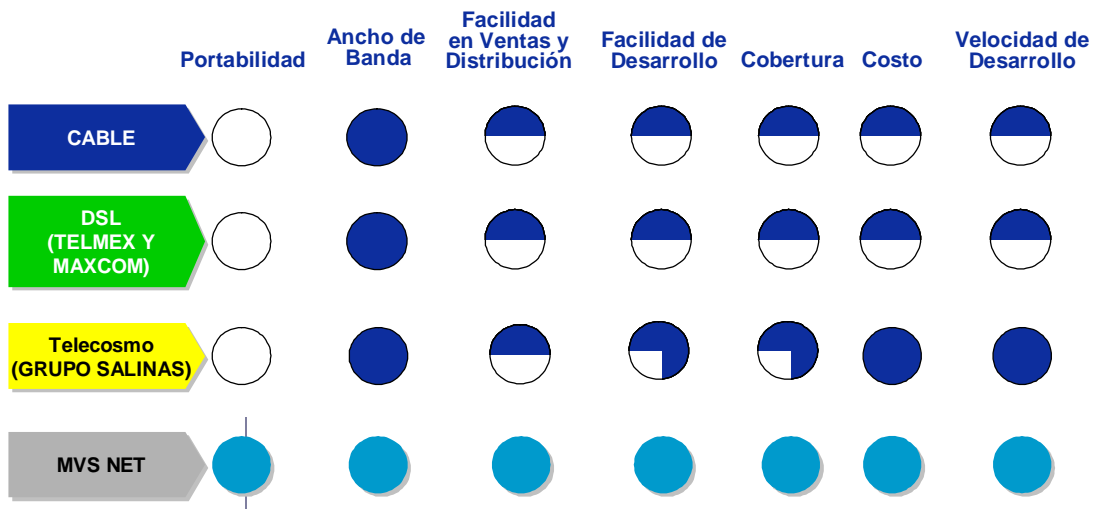 Portabilidad
Ancho de
Banda
Facilidad
en Ventas y
Distribución
Facilidad de
Desarrollo
Cobertura
Costo
Velocidad de
Desarrollo
CABLE
DSL
(TELMEX Y
MAXCOM)
Telecosmo
(GRUPO SALINAS)
MVS NET